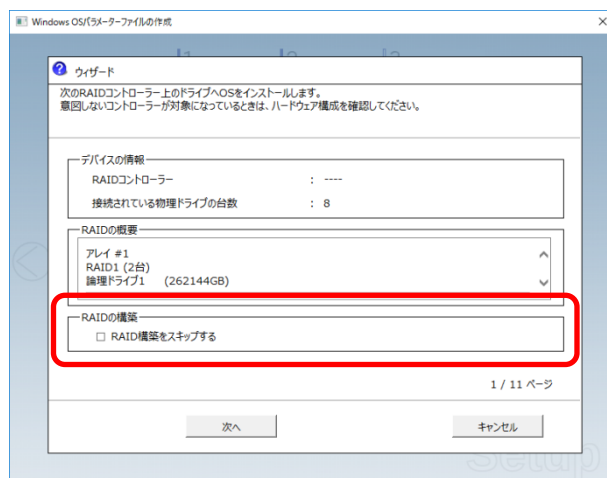 Windows OSパラメーターファイルの作成
1 2 3
ウィザード
次のRAIDコントローラー上のドライブへOSをインストールします。
意図しないコントローラーが対象になっているときは、ハードウェア構成を確認してください。
デバイスの情報
RAIDコントローラー : ----
接続されている物理ドライブの台数 : 8
RAIDの概要
アレイ #1
RAID1 (2台)
論理ドライブ1 (262144GB)
RAIDの構築
RAID構築をスキップする
1 / 11 ページ
次へ
キャンセル
Setup